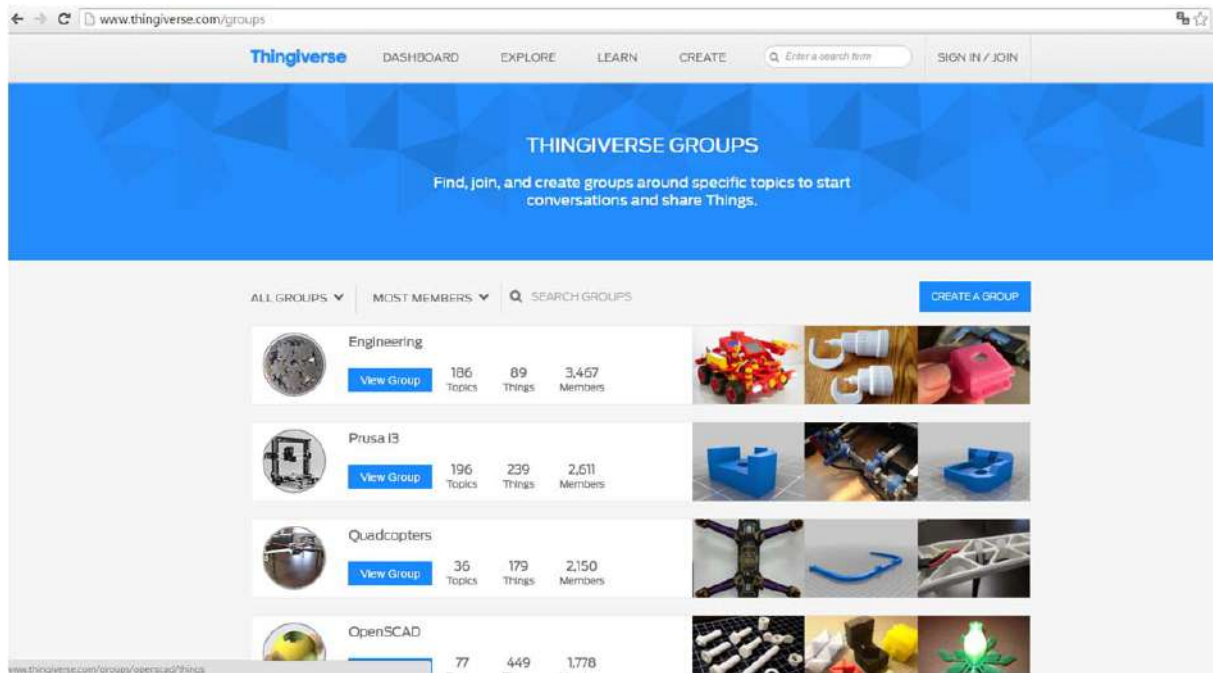 www.thingiverse.com/groups
Thingiverse DASHBOARD EXPLORE LEARN CREATE Enter a search term SIGN IN / JOIN
THINGIVERSE GROUPS
Find, join, and create groups around specific topics to start
conversations and share Things.
ALL GROUPS MOST MEMBERS SEARCH GROUPS CREATE A GROUP
Engineering
View Group 186 89 3,467
Topics Things Members
Prusa i3
View Group 196 239 2,611
Topics Things Members
Quadcopters
View Group 36 179 2,150
Topics Things Members
OpenSCAD
77 449 1,778
www.thingiverse.com/groups/openscad/things